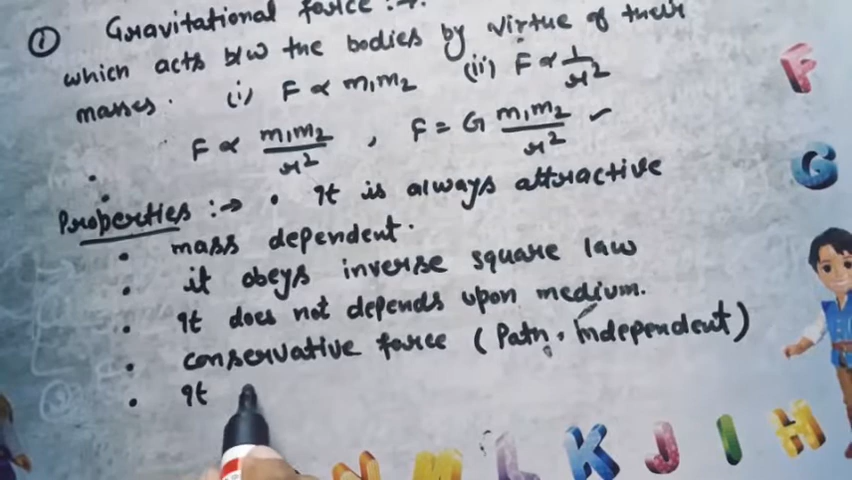 ① Gravitational force :→.
which acts b/w the bodies by virtue of their
masses. (i) F ∝ m₁m₂ (ii) F ∝ 1/r²
F ∝ m₁m₂/r² , F = G m₁m₂/r² ✓
Properties :→ • It is always attractive
• mass dependent.
• it obeys inverse square law
• It does not depends upon medium.
• conservative force (Path, Independent)
• It
F
G
H
I
J
K
L
M
N